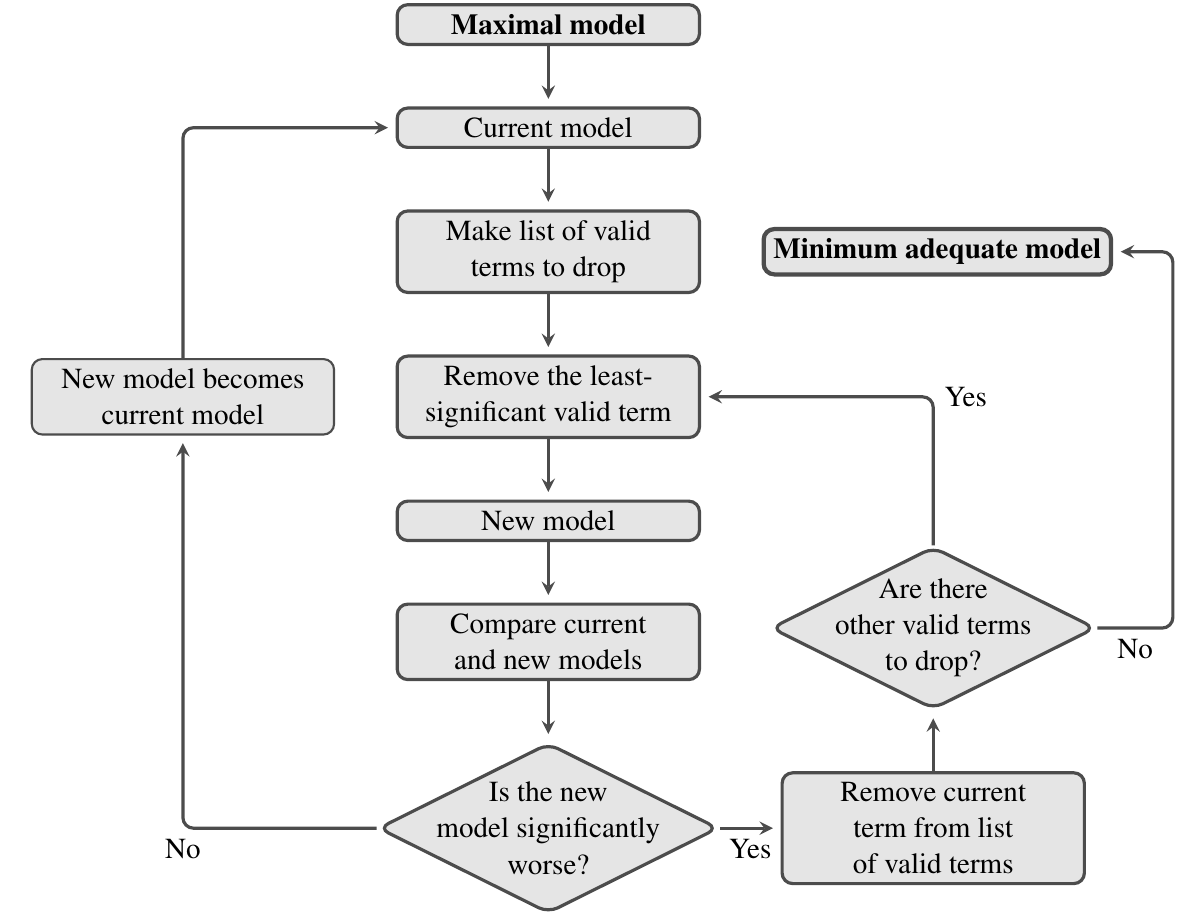 Maximal model
Current model
Make list of valid
terms to drop
Minimum adequate model
New model becomes
current model
Remove the least-
significant valid term
Yes
New model
Are there
other valid terms
to drop?
No
Compare current
and new models
Is the new
model significantly
worse?
No
Yes
Remove current
term from list
of valid terms